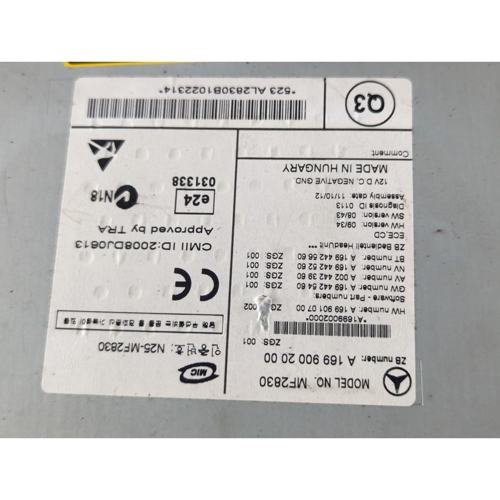 MODEL NO. MF2830
ZB number: A 169 900 20 00
ZGS: 001
*A1699002000*
HW number: A 169 901 07 00 ZGS: 002
Software - Part numbers:
GW number: A 169 442 54 60 ZGS: 001
AV number: A 002 442 39 60 ZGS: 001
NV number: A 169 442 52 60 ZGS: 001
BT number: A 169 442 56 60 ZGS: 001
ZB Bedienteil HeadUnit ***
ECE.CD
HW version 09/34
SW version 08/43
Diagnosis ID 0113
Assembly date 11/10/12
12V D.C. NEGATIVE GND
MADE IN HUNGARY
Comment
Q3
MIC
인증번호: N25-MF2830
CE
CMII ID:2008DJ0613
Approved by TRA
N18
e24
031338
*523 AL2830B1022314*